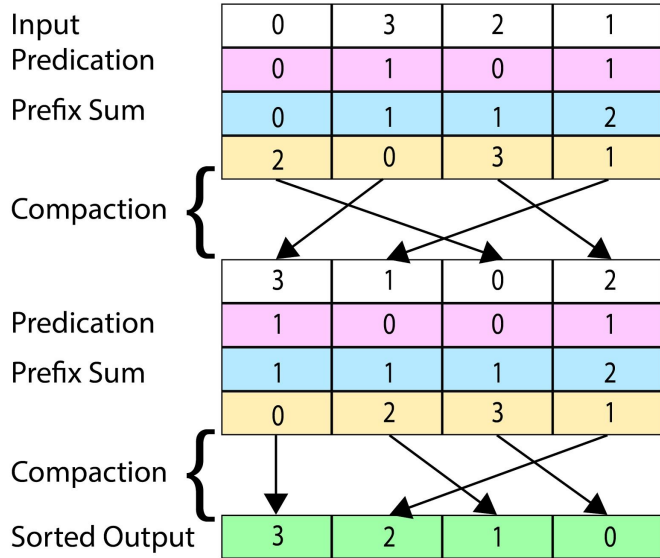 Input 0 3 2 1
Predication 0 1 0 1
Prefix Sum 0 1 1 2
2 0 3 1
Compaction
3 1 0 2
Predication 1 0 0 1
Prefix Sum 1 1 1 2
0 2 3 1
Compaction
Sorted Output 3 2 1 0